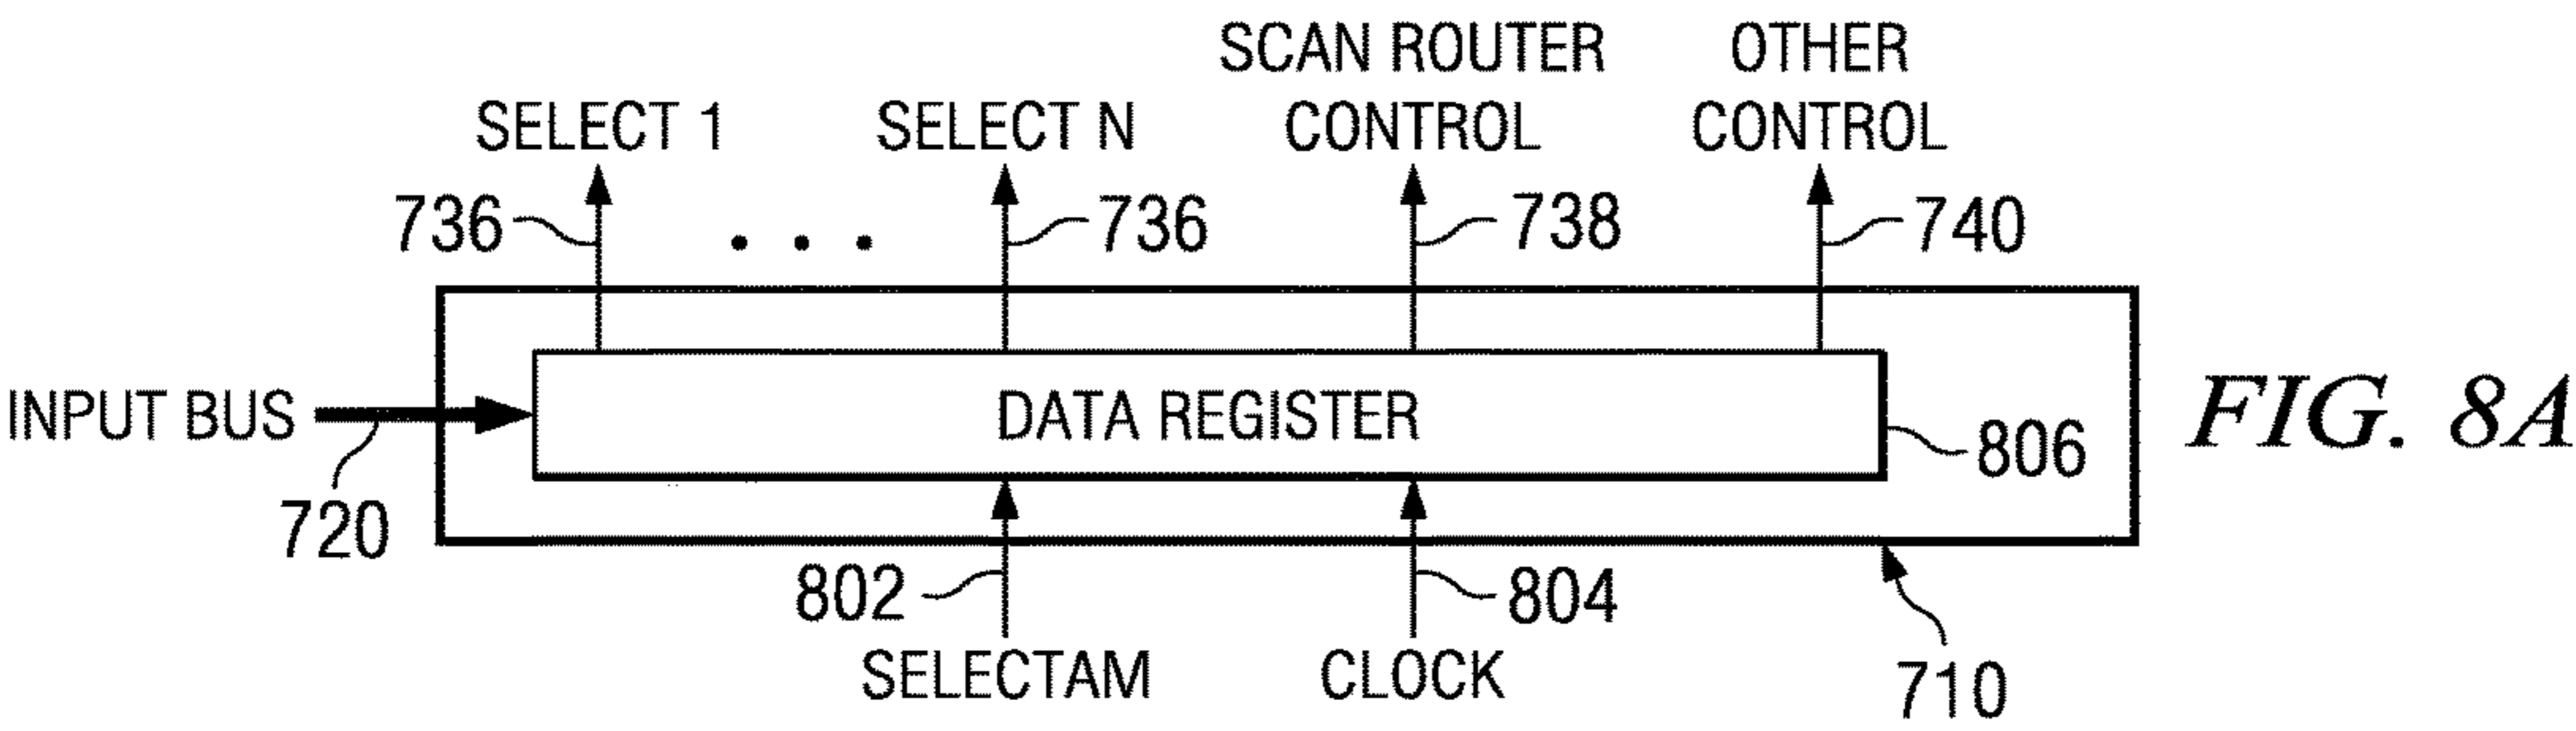 SCAN ROUTER OTHER
SELECT 1 SELECT N CONTROL CONTROL
736 . . . 736 738 740
INPUT BUS DATA REGISTER 806 FIG. 8A
720 802 804
SELECTAM CLOCK 710